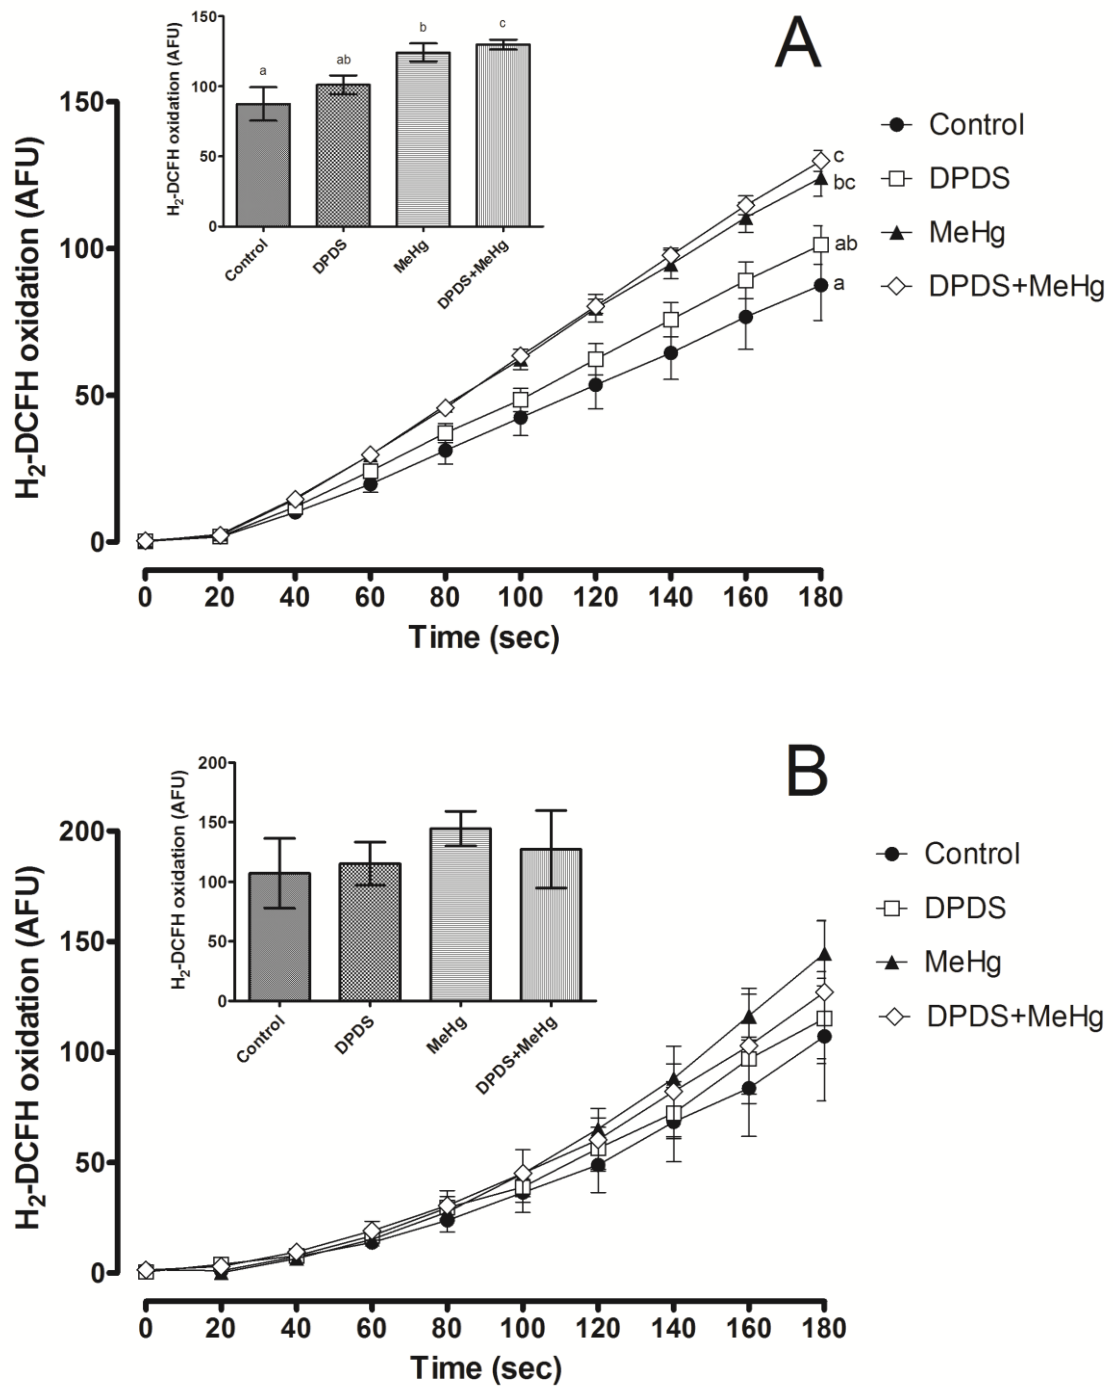 A
H₂-DCFH oxidation (AFU)
150
100
50
0
a
ab
b
c
Control
DPDS
MeHg
DPDS+MeHg
H₂-DCFH oxidation (AFU)
150
100
50
0
c
bc
ab
a
Control
DPDS
MeHg
DPDS+MeHg
0 20 40 60 80 100 120 140 160 180
Time (sec)
B
H₂-DCFH oxidation (AFU)
200
150
100
50
0
Control
DPDS
MeHg
DPDS+MeHg
H₂-DCFH oxidation (AFU)
200
150
100
50
0
Control
DPDS
MeHg
DPDS+MeHg
0 20 40 60 80 100 120 140 160 180
Time (sec)